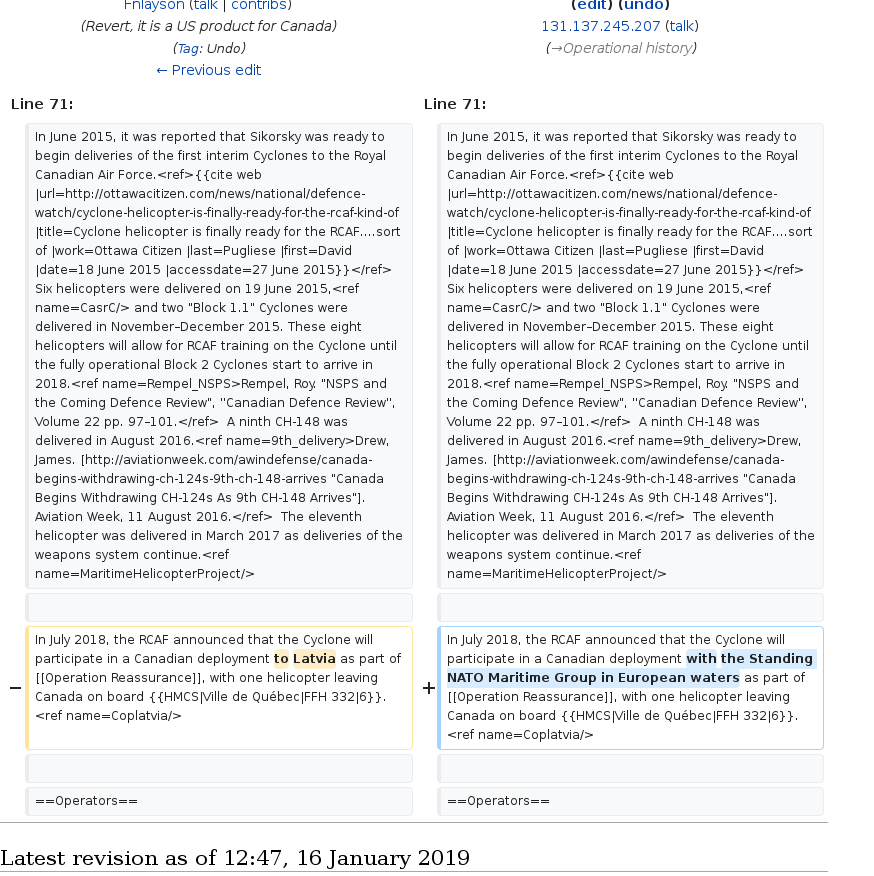 Fnlayson (talk | contribs)
(Revert, it is a US product for Canada)
(Tag: Undo)
← Previous edit
(edit) (undo)
131.137.245.207 (talk)
(→Operational history)
Line 71:
In June 2015, it was reported that Sikorsky was ready to
begin deliveries of the first interim Cyclones to the Royal
Canadian Air Force.<ref>{{cite web
|url=http://ottawacitizen.com/news/national/defence-
watch/cyclone-helicopter-is-finally-ready-for-the-rcaf-kind-of
|title=Cyclone helicopter is finally ready for the RCAF....sort
of |work=Ottawa Citizen |last=Pugliese |first=David
|date=18 June 2015 |accessdate=27 June 2015}}</ref>
Six helicopters were delivered on 19 June 2015,<ref
name=CasrC/> and two "Block 1.1" Cyclones were
delivered in November–December 2015. These eight
helicopters will allow for RCAF training on the Cyclone until
the fully operational Block 2 Cyclones start to arrive in
2018.<ref name=Rempel_NSPS>Rempel, Roy. "NSPS and
the Coming Defence Review", ''Canadian Defence Review'',
Volume 22 pp. 97–101.</ref>  A ninth CH-148 was
delivered in August 2016.<ref name=9th_delivery>Drew,
James. [http://aviationweek.com/awindefense/canada-
begins-withdrawing-ch-124s-9th-ch-148-arrives "Canada
Begins Withdrawing CH-124s As 9th CH-148 Arrives"].
Aviation Week, 11 August 2016.</ref>  The eleventh
helicopter was delivered in March 2017 as deliveries of the
weapons system continue.<ref
name=MaritimeHelicopterProject/>
− In July 2018, the RCAF announced that the Cyclone will
participate in a Canadian deployment to Latvia as part of
[[Operation Reassurance]], with one helicopter leaving
Canada on board {{HMCS|Ville de Québec|FFH 332|6}}.
<ref name=Coplatvia/>
==Operators==
Line 71:
In June 2015, it was reported that Sikorsky was ready to
begin deliveries of the first interim Cyclones to the Royal
Canadian Air Force.<ref>{{cite web
|url=http://ottawacitizen.com/news/national/defence-
watch/cyclone-helicopter-is-finally-ready-for-the-rcaf-kind-of
|title=Cyclone helicopter is finally ready for the RCAF....sort
of |work=Ottawa Citizen |last=Pugliese |first=David
|date=18 June 2015 |accessdate=27 June 2015}}</ref>
Six helicopters were delivered on 19 June 2015,<ref
name=CasrC/> and two "Block 1.1" Cyclones were
delivered in November–December 2015. These eight
helicopters will allow for RCAF training on the Cyclone until
the fully operational Block 2 Cyclones start to arrive in
2018.<ref name=Rempel_NSPS>Rempel, Roy. "NSPS and
the Coming Defence Review", ''Canadian Defence Review'',
Volume 22 pp. 97–101.</ref>  A ninth CH-148 was
delivered in August 2016.<ref name=9th_delivery>Drew,
James. [http://aviationweek.com/awindefense/canada-
begins-withdrawing-ch-124s-9th-ch-148-arrives "Canada
Begins Withdrawing CH-124s As 9th CH-148 Arrives"].
Aviation Week, 11 August 2016.</ref>  The eleventh
helicopter was delivered in March 2017 as deliveries of the
weapons system continue.<ref
name=MaritimeHelicopterProject/>
+ In July 2018, the RCAF announced that the Cyclone will
participate in a Canadian deployment with the Standing
NATO Maritime Group in European waters as part of
[[Operation Reassurance]], with one helicopter leaving
Canada on board {{HMCS|Ville de Québec|FFH 332|6}}.
<ref name=Coplatvia/>
==Operators==
Latest revision as of 12:47, 16 January 2019